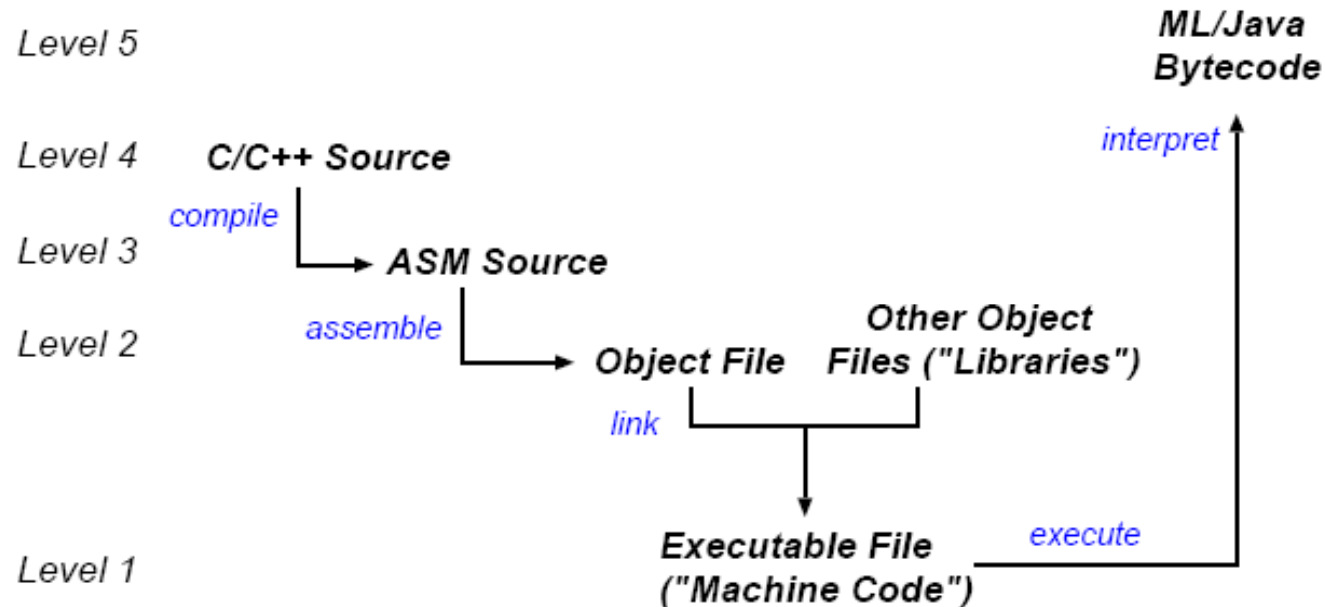 Level 5
ML/Java
Bytecode
interpret
Level 4
C/C++ Source
compile
Level 3
ASM Source
assemble
Level 2
Object File
Other Object
Files ("Libraries")
link
Level 1
Executable File
("Machine Code")
execute